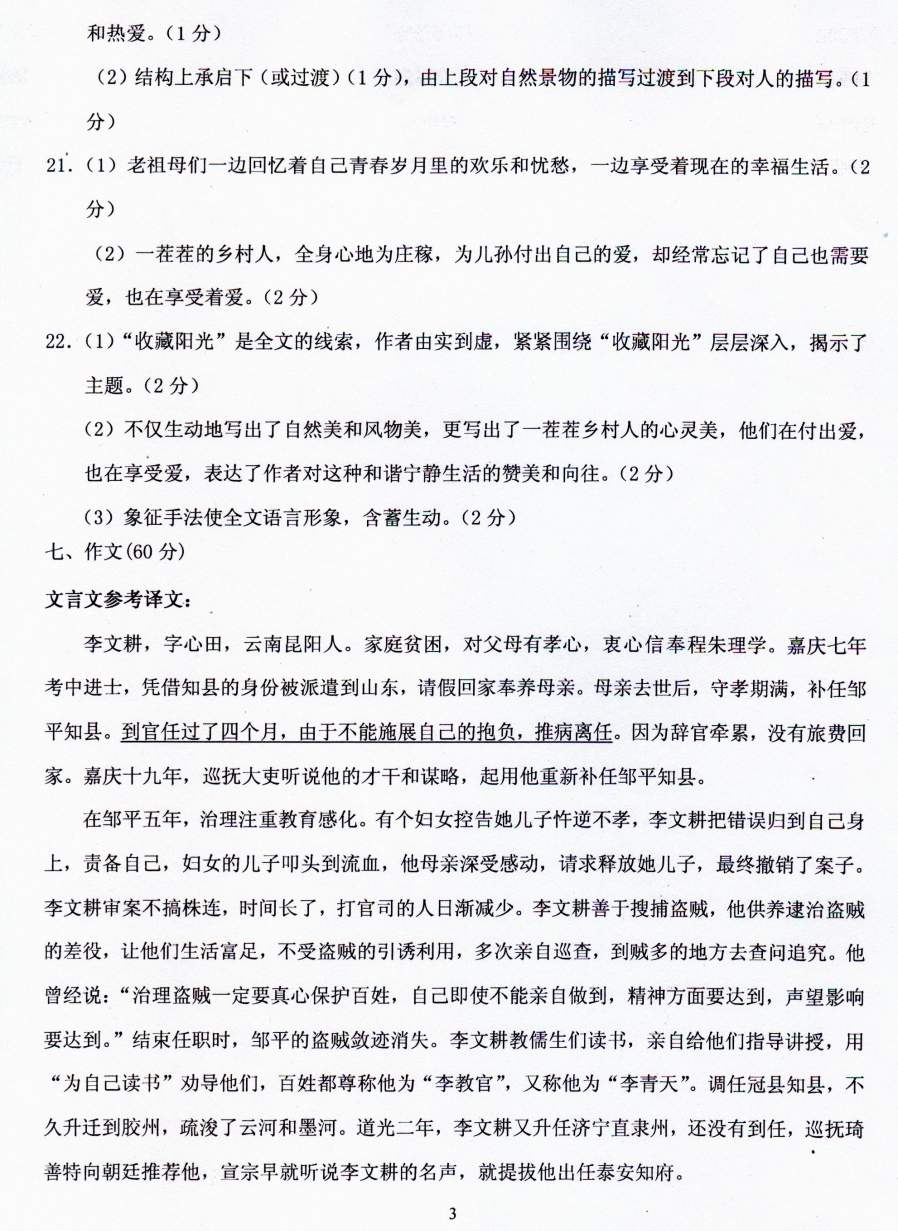 和热爱。（1 分）
（2）结构上承启下（或过渡）（1 分），由上段对自然景物的描写过渡到下段对人的描写。（1
分）
21．（1）老祖母们一边回忆着自己青春岁月里的欢乐和忧愁，一边享受着现在的幸福生活。（2
分）
（2）一茬茬的乡村人，全身心地为庄稼，为儿孙付出自己的爱，却经常忘记了自己也需要
爱，也在享受着爱。（2 分）
22．（1）“收藏阳光”是全文的线索，作者由实到虚，紧紧围绕“收藏阳光”层层深入，揭示了
主题。（2 分）
（2）不仅生动地写出了自然美和风物美，更写出了一茬茬乡村人的心灵美，他们在付出爱，
也在享受爱，表达了作者对这种和谐宁静生活的赞美和向往。（2 分）
（3）象征手法使全文语言形象，含蓄生动。（2 分）
七、作文(60 分)
文言文参考译文：
李文耕，字心田，云南昆阳人。家庭贫困，对父母有孝心，衷心信奉程朱理学。嘉庆七年
考中进士，凭借知县的身份被派遣到山东，请假回家奉养母亲。母亲去世后，守孝期满，补任邹
平知县。到官任过了四个月，由于不能施展自己的抱负，推病离任。因为辞官牵累，没有旅费回
家。嘉庆十九年，巡抚大吏听说他的才干和谋略，起用他重新补任邹平知县。
在邹平五年，治理注重教育感化。有个妇女控告她儿子忤逆不孝，李文耕把错误归到自己身
上，责备自己，妇女的儿子叩头到流血，他母亲深受感动，请求释放她儿子，最终撤销了案子。
李文耕审案不搞株连，时间长了，打官司的人日渐减少。李文耕善于搜捕盗贼，他供养逮治盗贼
的差役，让他们生活富足，不受盗贼的引诱利用，多次亲自巡查，到贼多的地方去查问追究。他
曾经说：“治理盗贼一定要真心保护百姓，自己即使不能亲自做到，精神方面要达到，声望影响
要达到。”结束任职时，邹平的盗贼敛迹消失。李文耕教儒生们读书，亲自给他们指导讲授，用
“为自己读书”劝导他们，百姓都尊称他为“李教官”，又称他为“李青天”。调任冠县知县，不
久升迁到胶州，疏浚了云河和墨河。道光二年，李文耕又升任济宁直隶州，还没有到任，巡抚琦
善特向朝廷推荐他，宣宗早就听说李文耕的名声，就提拔他出任泰安知府。
3